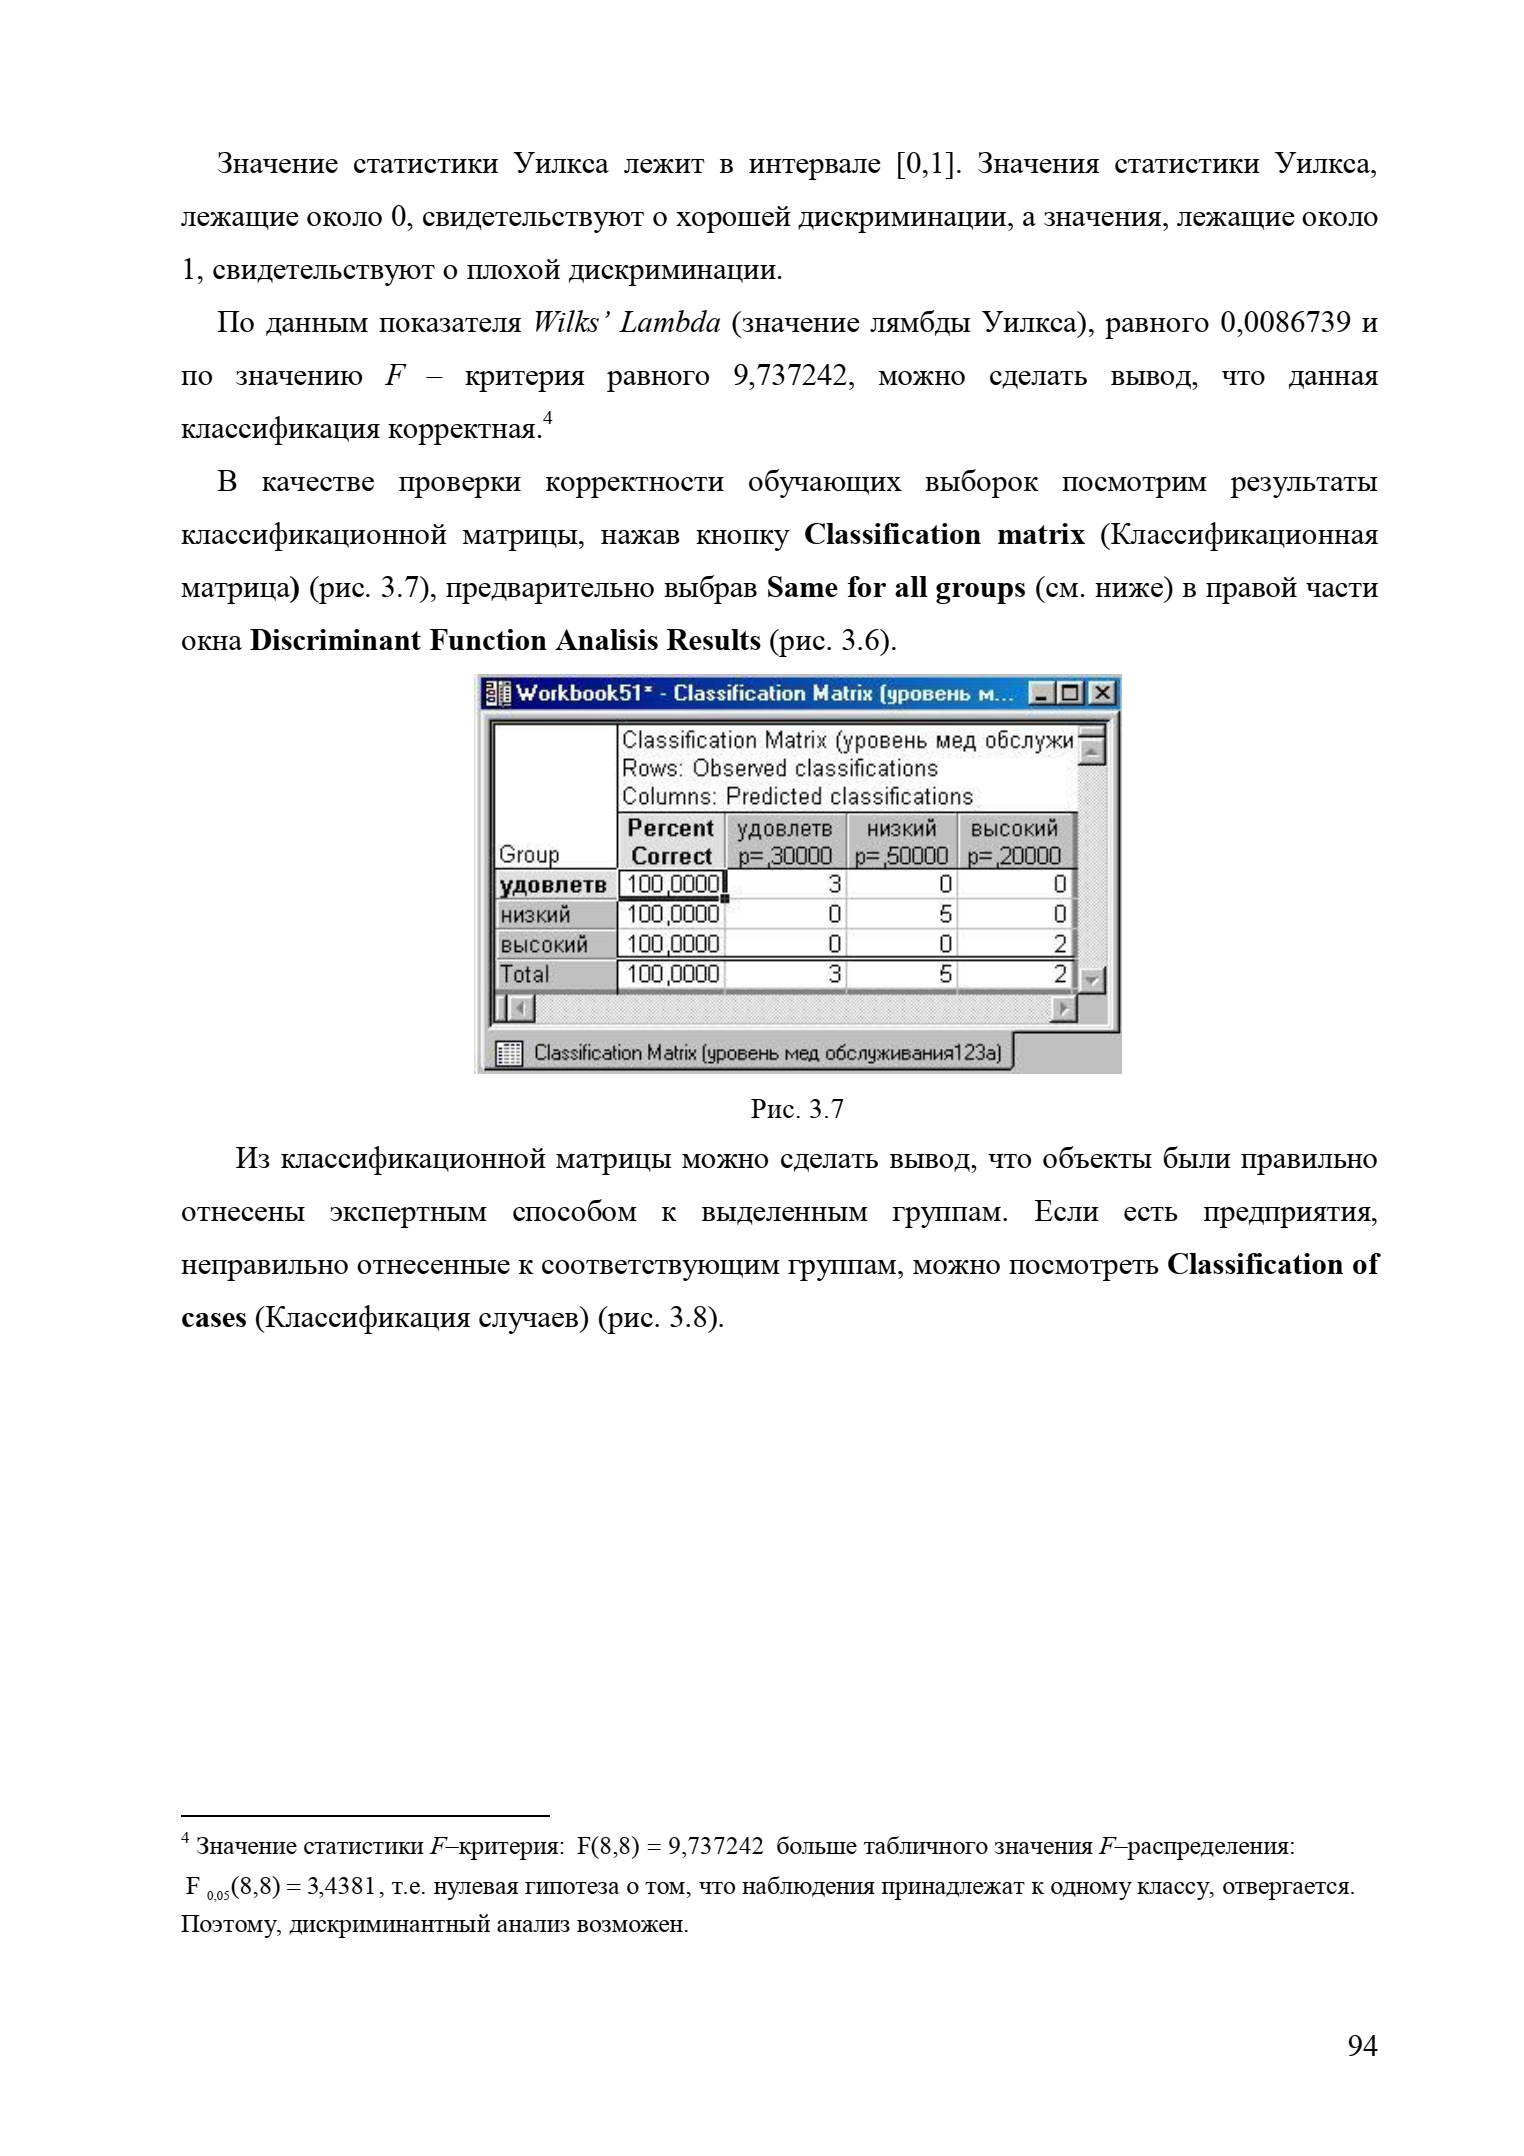 Значение статистики Уилкса лежит в интервале [0,1]. Значения статистики Уилкса,
лежащие около 0, свидетельствуют о хорошей дискриминации, а значения, лежащие около
1, свидетельствуют о плохой дискриминации.
По данным показателя Wilks’ Lambda (значение лямбды Уилкса), равного 0,0086739 и
по значению F – критерия равного 9,737242, можно сделать вывод, что данная
классификация корректная.4
В качестве проверки корректности обучающих выборок посмотрим результаты
классификационной матрицы, нажав кнопку Classification matrix (Классификационная
матрица) (рис. 3.7), предварительно выбрав Same for all groups (см. ниже) в правой части
окна Discriminant Function Analisis Results (рис. 3.6).
Workbook51* - Classification Matrix (уровень м...
Classification Matrix (уровень мед обслужи
Rows: Observed classifications
Columns: Predicted classifications
Percent удовлетв низкий высокий
Group Correct p=,30000 p=,50000 p=,20000
удовлетв 100,0000 3 0 0
низкий 100,0000 0 5 0
высокий 100,0000 0 0 2
Total 100,0000 3 5 2
Classification Matrix (уровень мед обслуживания123a)
Рис. 3.7
Из классификационной матрицы можно сделать вывод, что объекты были правильно
отнесены экспертным способом к выделенным группам. Если есть предприятия,
неправильно отнесенные к соответствующим группам, можно посмотреть Classification of
cases (Классификация случаев) (рис. 3.8).
4 Значение статистики F–критерия: F(8,8) = 9,737242 больше табличного значения F–распределения:
F 0,05(8,8) = 3,4381, т.е. нулевая гипотеза о том, что наблюдения принадлежат к одному классу, отвергается.
Поэтому, дискриминантный анализ возможен.
94